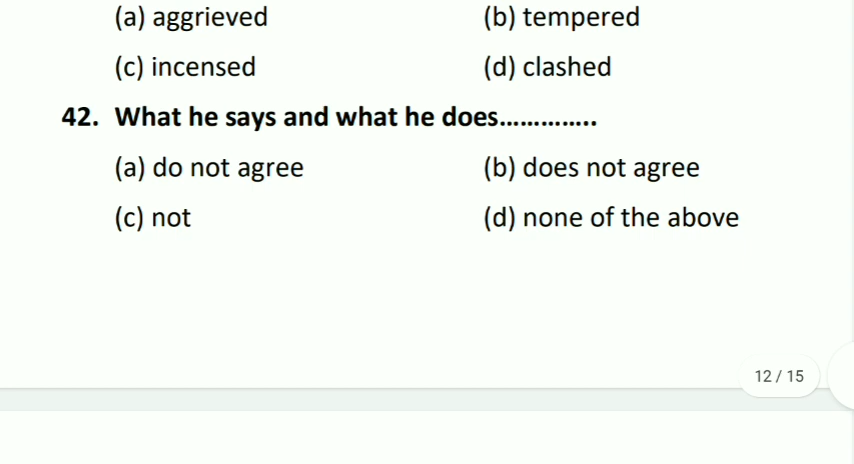 (a) aggrieved (b) tempered
(c) incensed (d) clashed
42. What he says and what he does..............
(a) do not agree (b) does not agree
(c) not (d) none of the above
12 / 15